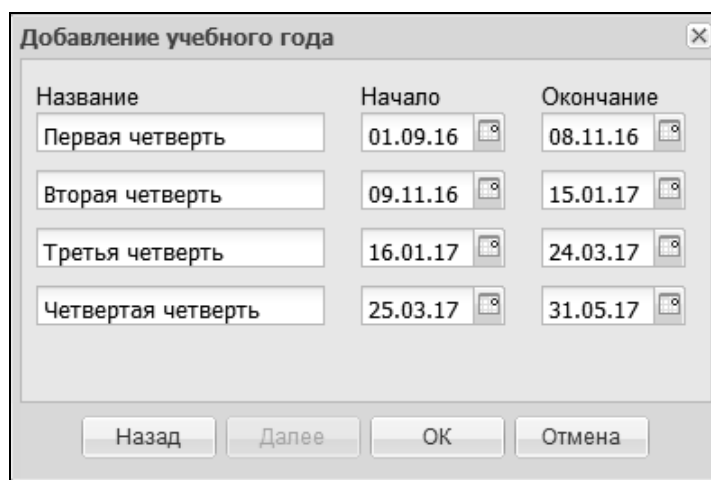 Добавление учебного года
Название Начало Окончание
Первая четверть 01.09.16 08.11.16
Вторая четверть 09.11.16 15.01.17
Третья четверть 16.01.17 24.03.17
Четвертая четверть 25.03.17 31.05.17
Назад Далее ОК Отмена